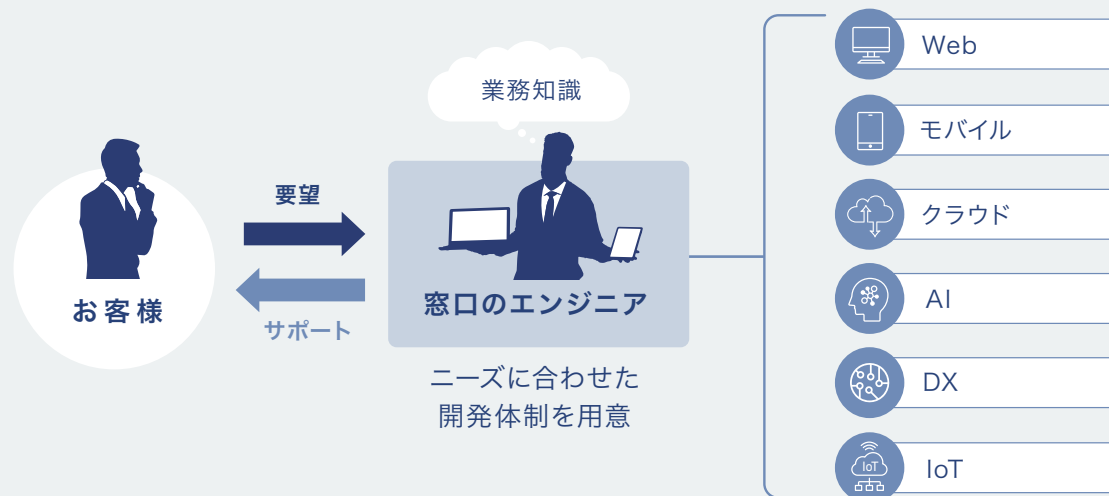 業務知識
要望
お客様
サポート
窓口のエンジニア
ニーズに合わせた
開発体制を用意
Web
モバイル
クラウド
AI
DX
IoT
IoT